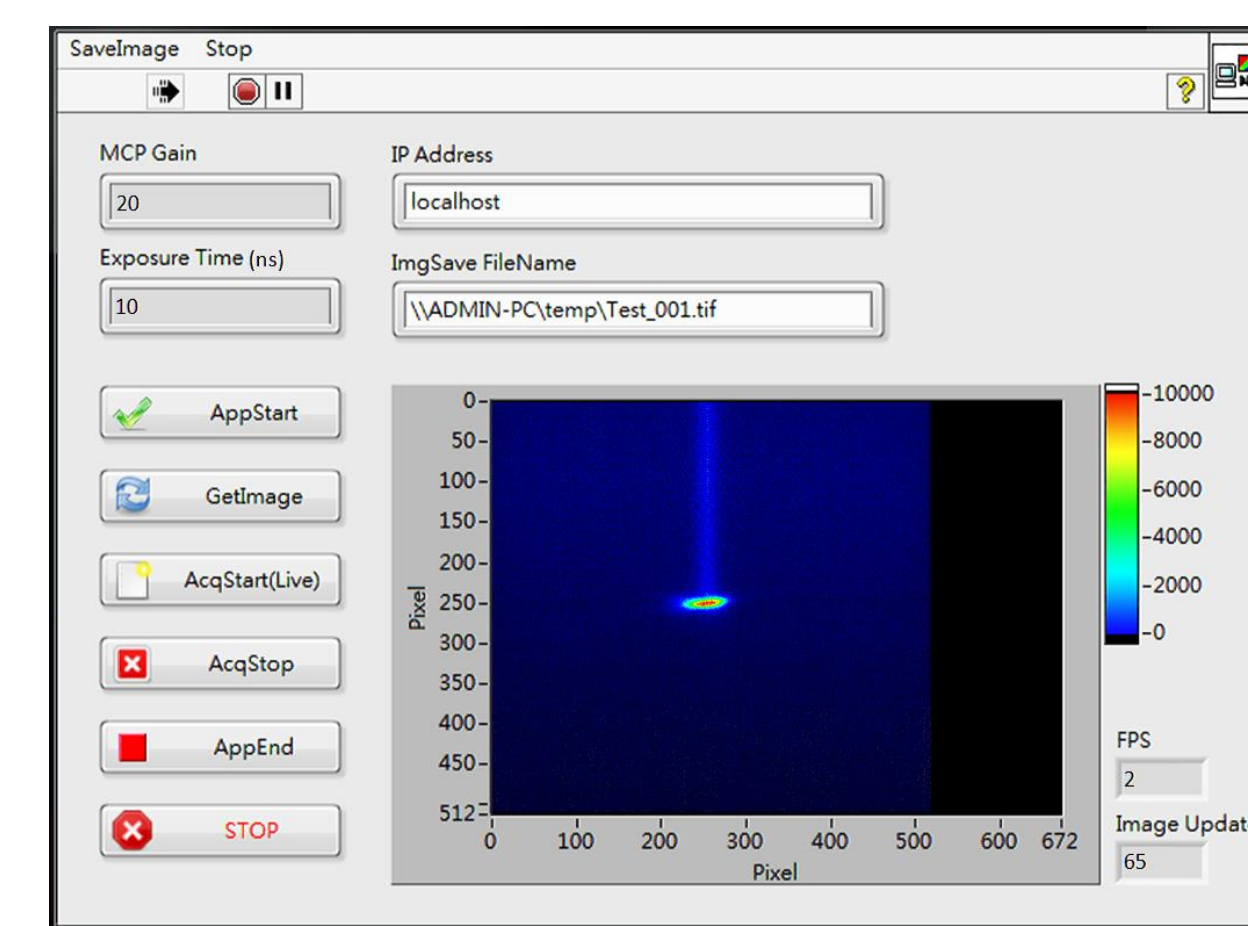 SaveImage Stop
MCP Gain
20
IP Address
localhost
Exposure Time (ns)
10
ImgSave FileName
\\ADMIN-PC\temp\Test_001.tif
AppStart
GetImage
AcqStart(Live)
AcqStop
AppEnd
STOP
0
50
100
150
200
250
300
350
400
450
512
Pixel
0 100 200 300 400 500 600 672
Pixel
10000
8000
6000
4000
2000
0
FPS
2
Image Updat
65